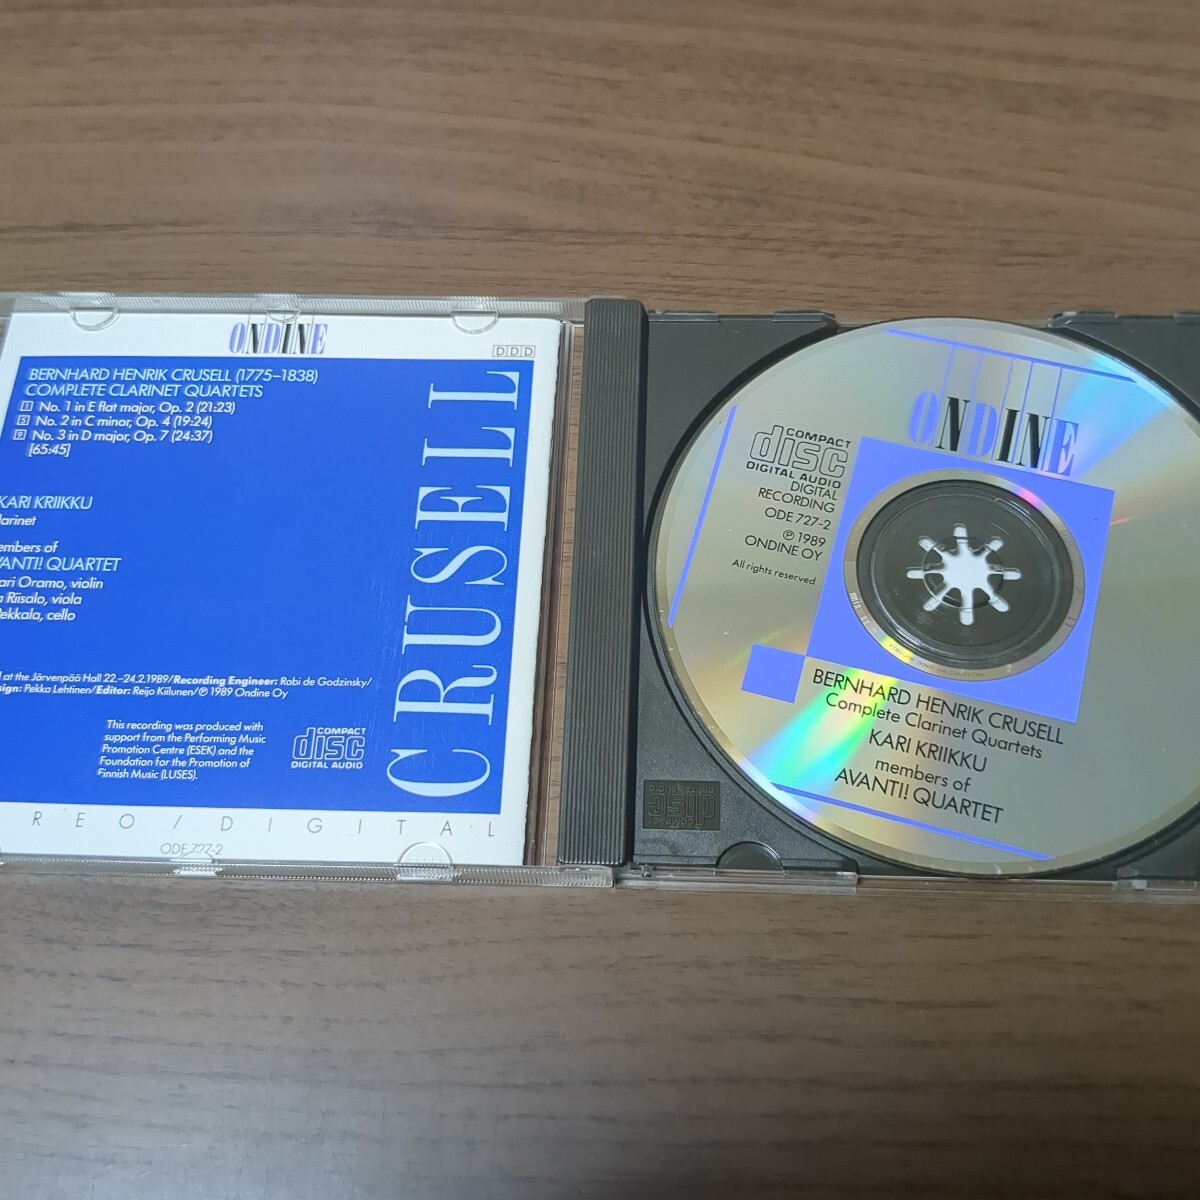 ONDINE
DDD
BERNHARD HENRIK CRUSELL (1775–1838)
COMPLETE CLARINET QUARTETS
1 No. 1 in E flat major, Op. 2 (21:23)
5 No. 2 in C minor, Op. 4 (19:24)
9 No. 3 in D major, Op. 7 (24:37)
[65:45]
KARI KRIIKKU
larinet
embers of
VANTI! QUARTET
ari Oramo, violin
a Riisalo, viola
Pekkala, cello
d at the Järvenpää Hall 22.–24.2.1989/Recording Engineer: Robi de Godzinsky/
sign: Pekka Lehtinen/Editor: Reijo Kiilunen/℗ 1989 Ondine Oy
This recording was produced with
support from the Performing Music
Promotion Centre (ESEK) and the
Foundation for the Promotion of
Finnish Music (LUSES).
COMPACT
disc
DIGITAL AUDIO
CRUSELL
REO/DIGITAL
ODE 727-2
ONDINE
COMPACT
disc
DIGITAL AUDIO
DIGITAL
RECORDING
ODE 727-2
℗ 1989
ONDINE OY
All rights reserved
BERNHARD HENRIK CRUSELL
Complete Clarinet Quartets
KARI KRIIKKU
members of
AVANTI! QUARTET